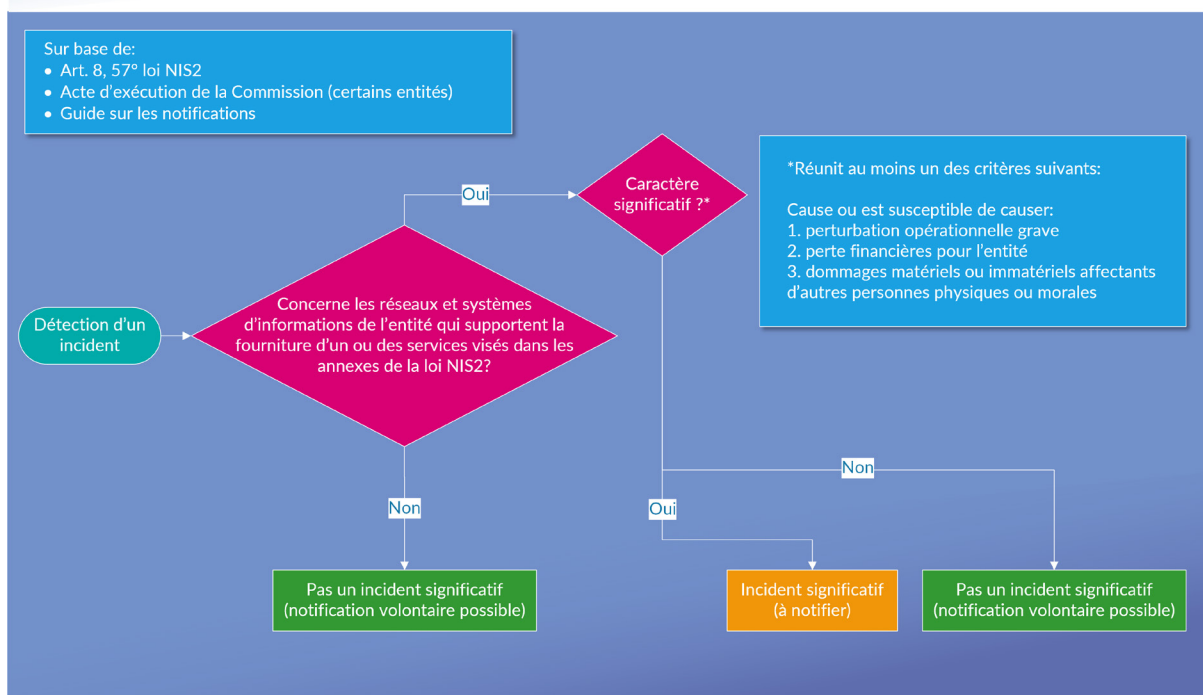 Sur base de:
• Art. 8, 57° loi NIS2
• Acte d'exécution de la Commission (certains entités)
• Guide sur les notifications
Oui
Caractère
significatif ?*
*Réunit au moins un des critères suivants:
Cause ou est susceptible de causer:
1. perturbation opérationnelle grave
2. perte financières pour l'entité
3. dommages matériels ou immatériels affectants
d'autres personnes physiques ou morales
Détection d'un
incident
Concerne les réseaux et systèmes
d'informations de l'entité qui supportent la
fourniture d'un ou des services visés dans les
annexes de la loi NIS2?
Non
Oui
Non
Pas un incident significatif
(notification volontaire possible)
Incident significatif
(à notifier)
Pas un incident significatif
(notification volontaire possible)